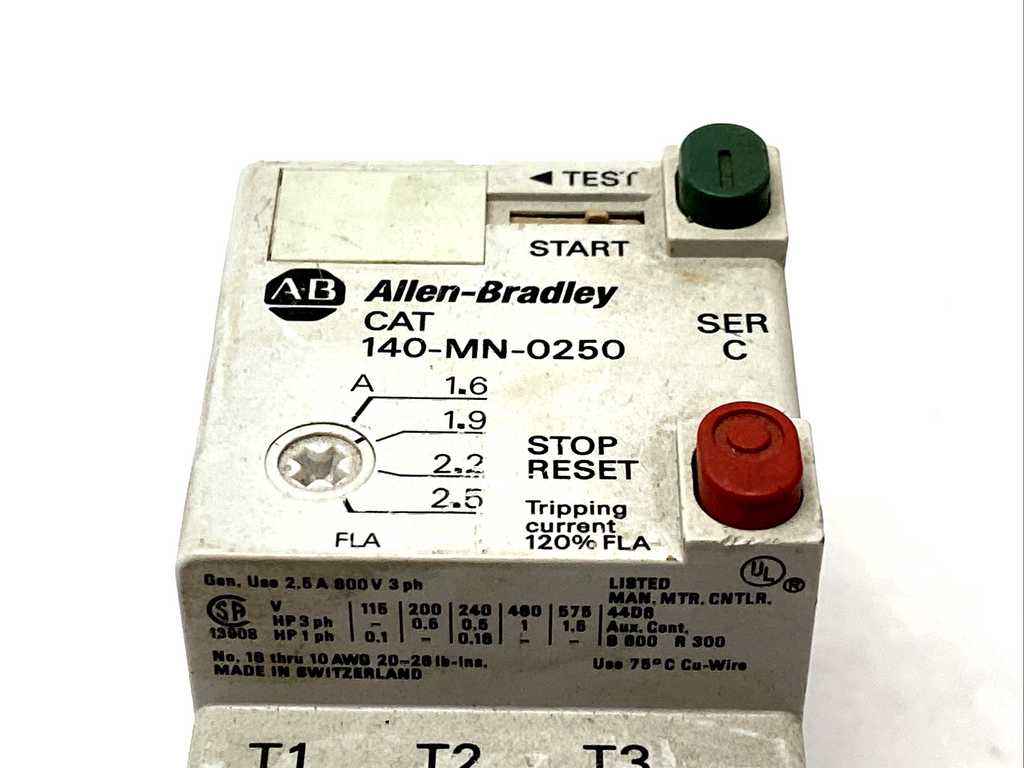 ◄ TEST
START
A·B Allen-Bradley
CAT
140-MN-0250
SER
C
A 1.6
1.9
2.2
2.5
FLA
STOP
RESET
Tripping
current
120% FLA
Gen. Use 2,5 A 600 V 3 ph
V 115 200 240 460 575
HP 3 ph – 0.5 0.5 1 1.5
HP 1 ph 0.1 – 0.16 – –
No. 16 thru 10 AWG 20–26 lb-ins.
MADE IN SWITZERLAND
UL ®
LISTED
MAN. MTR. CNTLR.
Aux. Cont.
B 600 R 300
Use 75°C Cu-Wire
T1 T2 T3